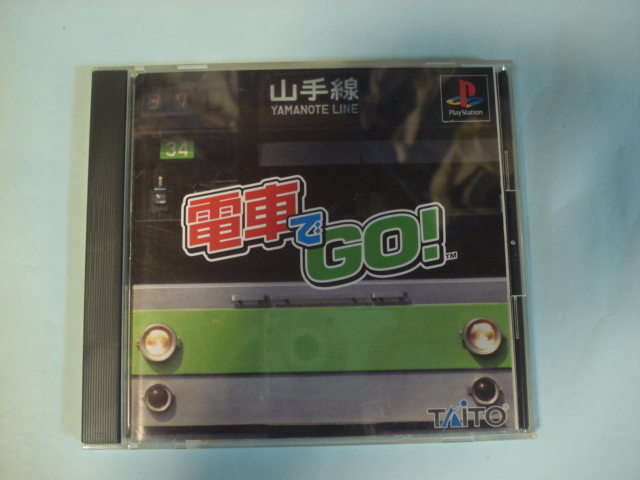 山手線
YAMANOTE LINE
PlayStation
34
電車でGO!
TM
TAITO